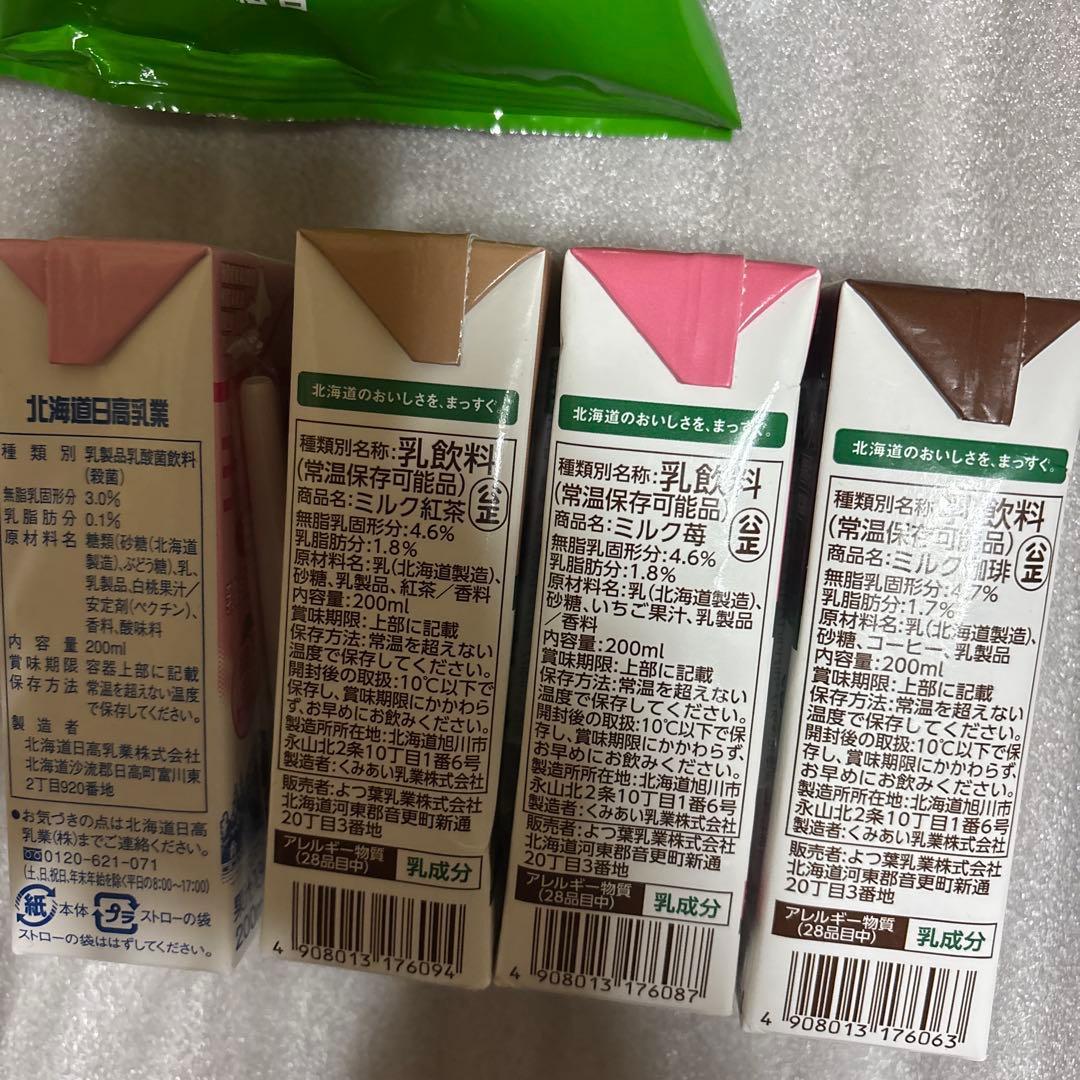 北海道日高乳業
種類別 乳製品乳酸菌飲料
(殺菌)
無脂乳固形分 3.0%
乳脂肪分 0.1%
原材料名 糖類(砂糖(北海道
製造)、ぶどう糖)、乳、
乳製品、白桃果汁/
安定剤(ペクチン)、
香料、酸味料
内容量 200ml
賞味期限 容器上部に記載
保存方法 常温を超えない温度
で保存してください。
製造者
北海道日高乳業株式会社
北海道沙流郡日高町富川東
2丁目920番地
●お気づきの点は北海道日高
乳業(株)までご連絡ください。
0120-621-071
(土、日、祝日、年末年始を除く平日の8:00〜17:00)
紙 本体 プラ ストローの袋
ストローの袋ははずしてください。
北海道のおいしさを、まっすぐ。
種類別名称:乳飲料
(常温保存可能品) 公正
商品名:ミルク紅茶
無脂乳固形分:4.6%
乳脂肪分:1.8%
原材料名:乳(北海道製造)、
砂糖、乳製品、紅茶/香料
内容量:200ml
賞味期限:上部に記載
保存方法:常温を超えない
温度で保存してください。
開封後の取扱:10℃以下で
保存し、賞味期限にかかわら
ず、お早めにお飲みください。
製造所所在地:北海道旭川市
永山北2条10丁目1番6号
製造者:くみあい乳業株式会社
販売者:よつ葉乳業株式会社
北海道河東郡音更町新通
20丁目3番地
アレルギー物質
(28品目中) 乳成分
4 908013 176094
北海道のおいしさを、まっすぐ。
種類別名称:乳飲料
(常温保存可能品) 公正
商品名:ミルク苺
無脂乳固形分:4.6%
乳脂肪分:1.8%
原材料名:乳(北海道製造)、
砂糖、いちご果汁、乳製品
/香料
内容量:200ml
賞味期限:上部に記載
保存方法:常温を超えない
温度で保存してください。
開封後の取扱:10℃以下で保
存し、賞味期限にかかわらず、
お早めにお飲みください。
製造所所在地:北海道旭川市
永山北2条10丁目1番6号
製造者:くみあい乳業株式会社
販売者:よつ葉乳業株式会社
北海道河東郡音更町新通
20丁目3番地
アレルギー物質
(28品目中) 乳成分
4 908013 176087
北海道のおいしさを、まっすぐ。
種類別名称:乳飲料
(常温保存可能品) 公正
商品名:ミルク珈琲
無脂乳固形分:4.7%
乳脂肪分:1.7%
原材料名:乳(北海道製造)、
砂糖、コーヒー、乳製品
内容量:200ml
賞味期限:上部に記載
保存方法:常温を超えない
温度で保存してください。
開封後の取扱:10℃以下で保
存し、賞味期限にかかわらず、
お早めにお飲みください。
製造所所在地:北海道旭川市
永山北2条10丁目1番6号
製造者:くみあい乳業株式会社
販売者:よつ葉乳業株式会社
北海道河東郡音更町新通
20丁目3番地
アレルギー物質
(28品目中) 乳成分
4 908013 176063